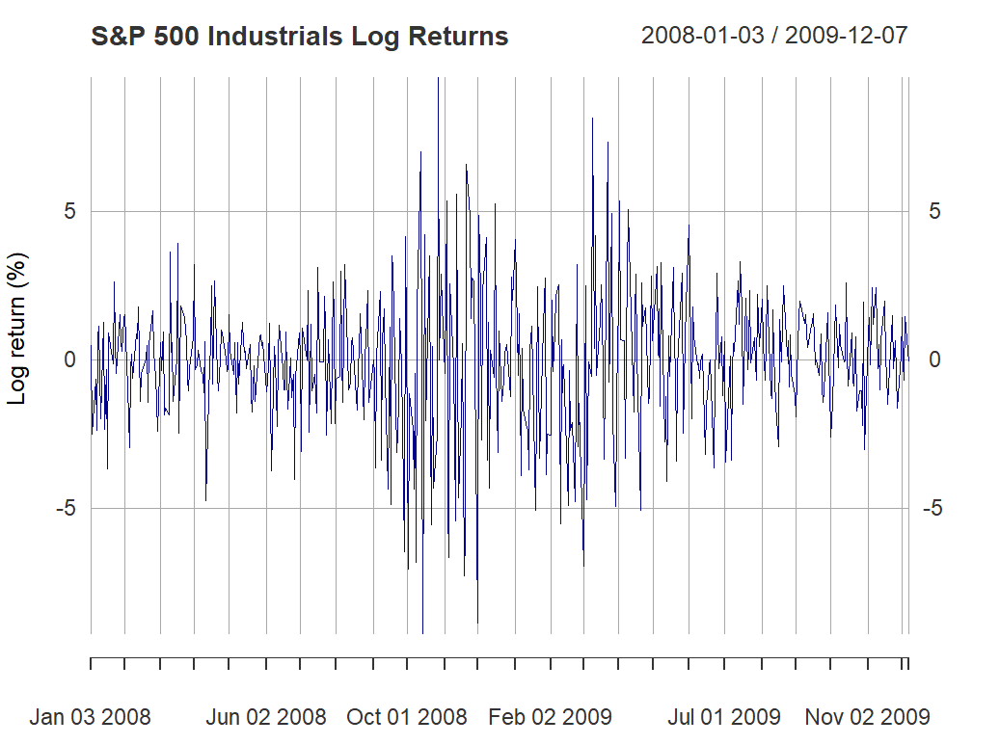 S&P 500 Industrials Log Returns 2008-01-03 / 2009-12-07
Log return (%)
5 5
0 0
-5 -5
Jan 03 2008 Jun 02 2008 Oct 01 2008 Feb 02 2009 Jul 01 2009 Nov 02 2009